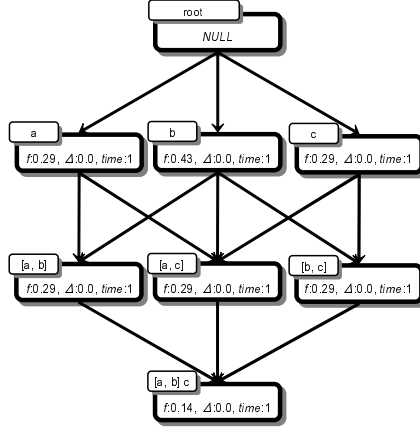 root
NULL
a
b
c
f:0.29, Δ:0.0, time:1
f:0.43, Δ:0.0, time:1
f:0.29, Δ:0.0, time:1
[a, b]
[a, c]
[b, c]
f:0.29, Δ:0.0, time:1
f:0.29, Δ:0.0, time:1
f:0.29, Δ:0.0, time:1
[a, b] c
f:0.14, Δ:0.0, time:1